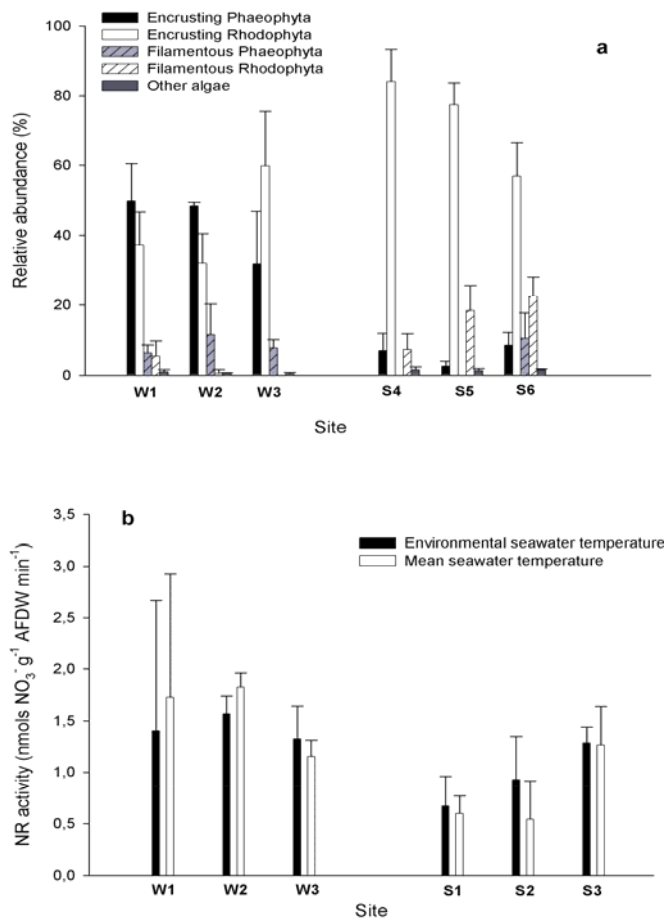 Encrusting Phaeophyta
Encrusting Rhodophyta
Filamentous Phaeophyta
Filamentous Rhodophyta
Other algae
a
100
80
60
40
20
0
Relative abundance (%)
W1 W2 W3 S4 S5 S6
Site
b
Environmental seawater temperature
Mean seawater temperature
3,5
3,0
2,5
2,0
1,5
1,0
0,5
0,0
NR activity (nmols NO₃⁻ g⁻¹ AFDW min⁻¹)
W1 W2 W3 S1 S2 S3
Site